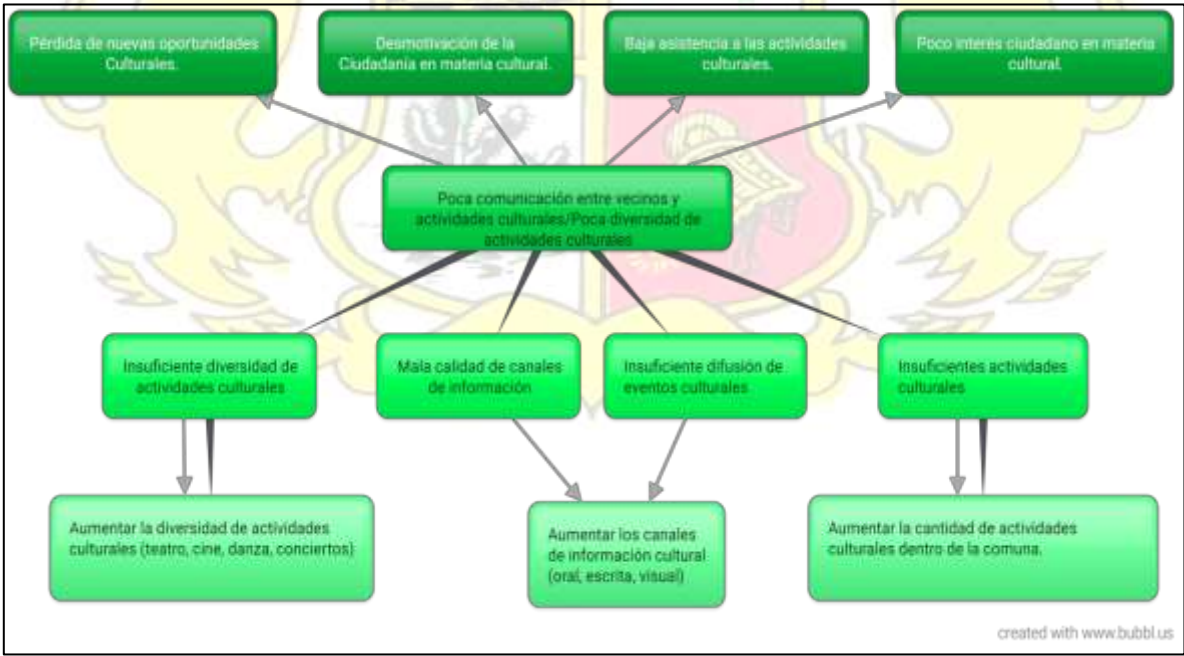 Pérdida de nuevas oportunidades
Culturales.
Desmotivación de la
Ciudadanía en materia cultural.
Baja asistencia a las actividades
culturales.
Poco interés ciudadano en materia
cultural.
Poca comunicación entre vecinos y
actividades culturales/Poca diversidad de
actividades culturales
Insuficiente diversidad de
actividades culturales
Mala calidad de canales
de información
Insuficiente difusión de
eventos culturales
Insuficientes actividades
culturales
Aumentar la diversidad de actividades
culturales (teatro, cine, danza, conciertos)
Aumentar los canales
de información cultural
(oral, escrita, visual)
Aumentar la cantidad de actividades
culturales dentro de la comuna.
created with www.bubbl.us